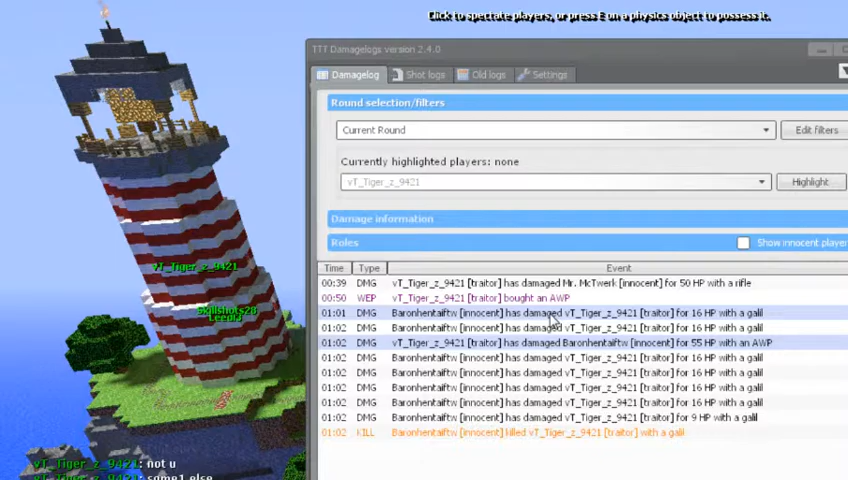 Click to spectate players, or press E on a physics object to possess it.
TTT Damagelogs version 2.4.0
Damagelog Shot logs Old logs Settings
Round selection/filters
Current Round
Edit filters
Currently highlighted players: none
vT_Tiger_z_9421
Highlight
Damage information
Roles
Show innocent player
Time Type Event
00:39 DMG vT_Tiger_z_9421 [traitor] has damaged Mr. McTwerk [innocent] for 50 HP with a rifle
00:50 WEP vT_Tiger_z_9421 [traitor] bought an AWP
01:01 DMG Baronhentaiftw [innocent] has damaged vT_Tiger_z_9421 [traitor] for 16 HP with a galil
01:02 DMG Baronhentaiftw [innocent] has damaged vT_Tiger_z_9421 [traitor] for 16 HP with a galil
01:02 DMG vT_Tiger_z_9421 [traitor] has damaged Baronhentaiftw [innocent] for 55 HP with an AWP
01:02 DMG Baronhentaiftw [innocent] has damaged vT_Tiger_z_9421 [traitor] for 16 HP with a galil
01:02 DMG Baronhentaiftw [innocent] has damaged vT_Tiger_z_9421 [traitor] for 16 HP with a galil
01:02 DMG Baronhentaiftw [innocent] has damaged vT_Tiger_z_9421 [traitor] for 16 HP with a galil
01:02 DMG Baronhentaiftw [innocent] has damaged vT_Tiger_z_9421 [traitor] for 16 HP with a galil
01:02 DMG Baronhentaiftw [innocent] has damaged vT_Tiger_z_9421 [traitor] for 9 HP with a galil
01:02 KILL Baronhentaiftw [innocent] killed vT_Tiger_z_9421 [traitor] with a galil
vT_Tiger_z_9421
Skillshots28
vT_Tiger_z_9421: not u
vT_Tiger_z_9421: some1 else